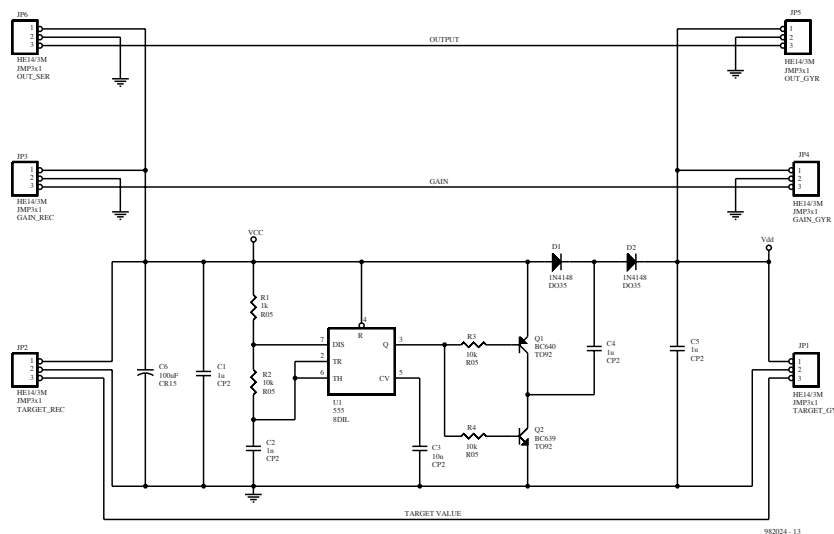 JP6
1
2
3
HE14/3M
JMP3x1
OUT_SER
OUTPUT
JP5
1
2
3
HE14/3M
JMP3x1
OUT_GYR
JP3
1
2
3
HE14/3M
JMP3x1
GAIN_REC
GAIN
JP4
1
2
3
HE14/3M
JMP3x1
GAIN_GYR
VCC
D1
1N4148
DO35
D2
1N4148
DO35
Vdd
R1
1k
R05
R2
10k
R05
JP2
1
2
3
HE14/3M
JMP3x1
TARGET_REC
C6
100uF
CR15
C1
1u
CP2
C2
1n
CP2
4
R
7
DIS
2
TR
6
TH
3
Q
5
CV
U1
555
8DIL
C3
10n
CP2
R3
10k
R05
R4
10k
R05
Q1
BC640
TO92
Q2
BC639
TO92
C4
1u
CP2
C5
1u
CP2
JP1
1
2
3
HE14/3M
JMP3x1
TARGET_GY
TARGET VALUE
982024 - 13